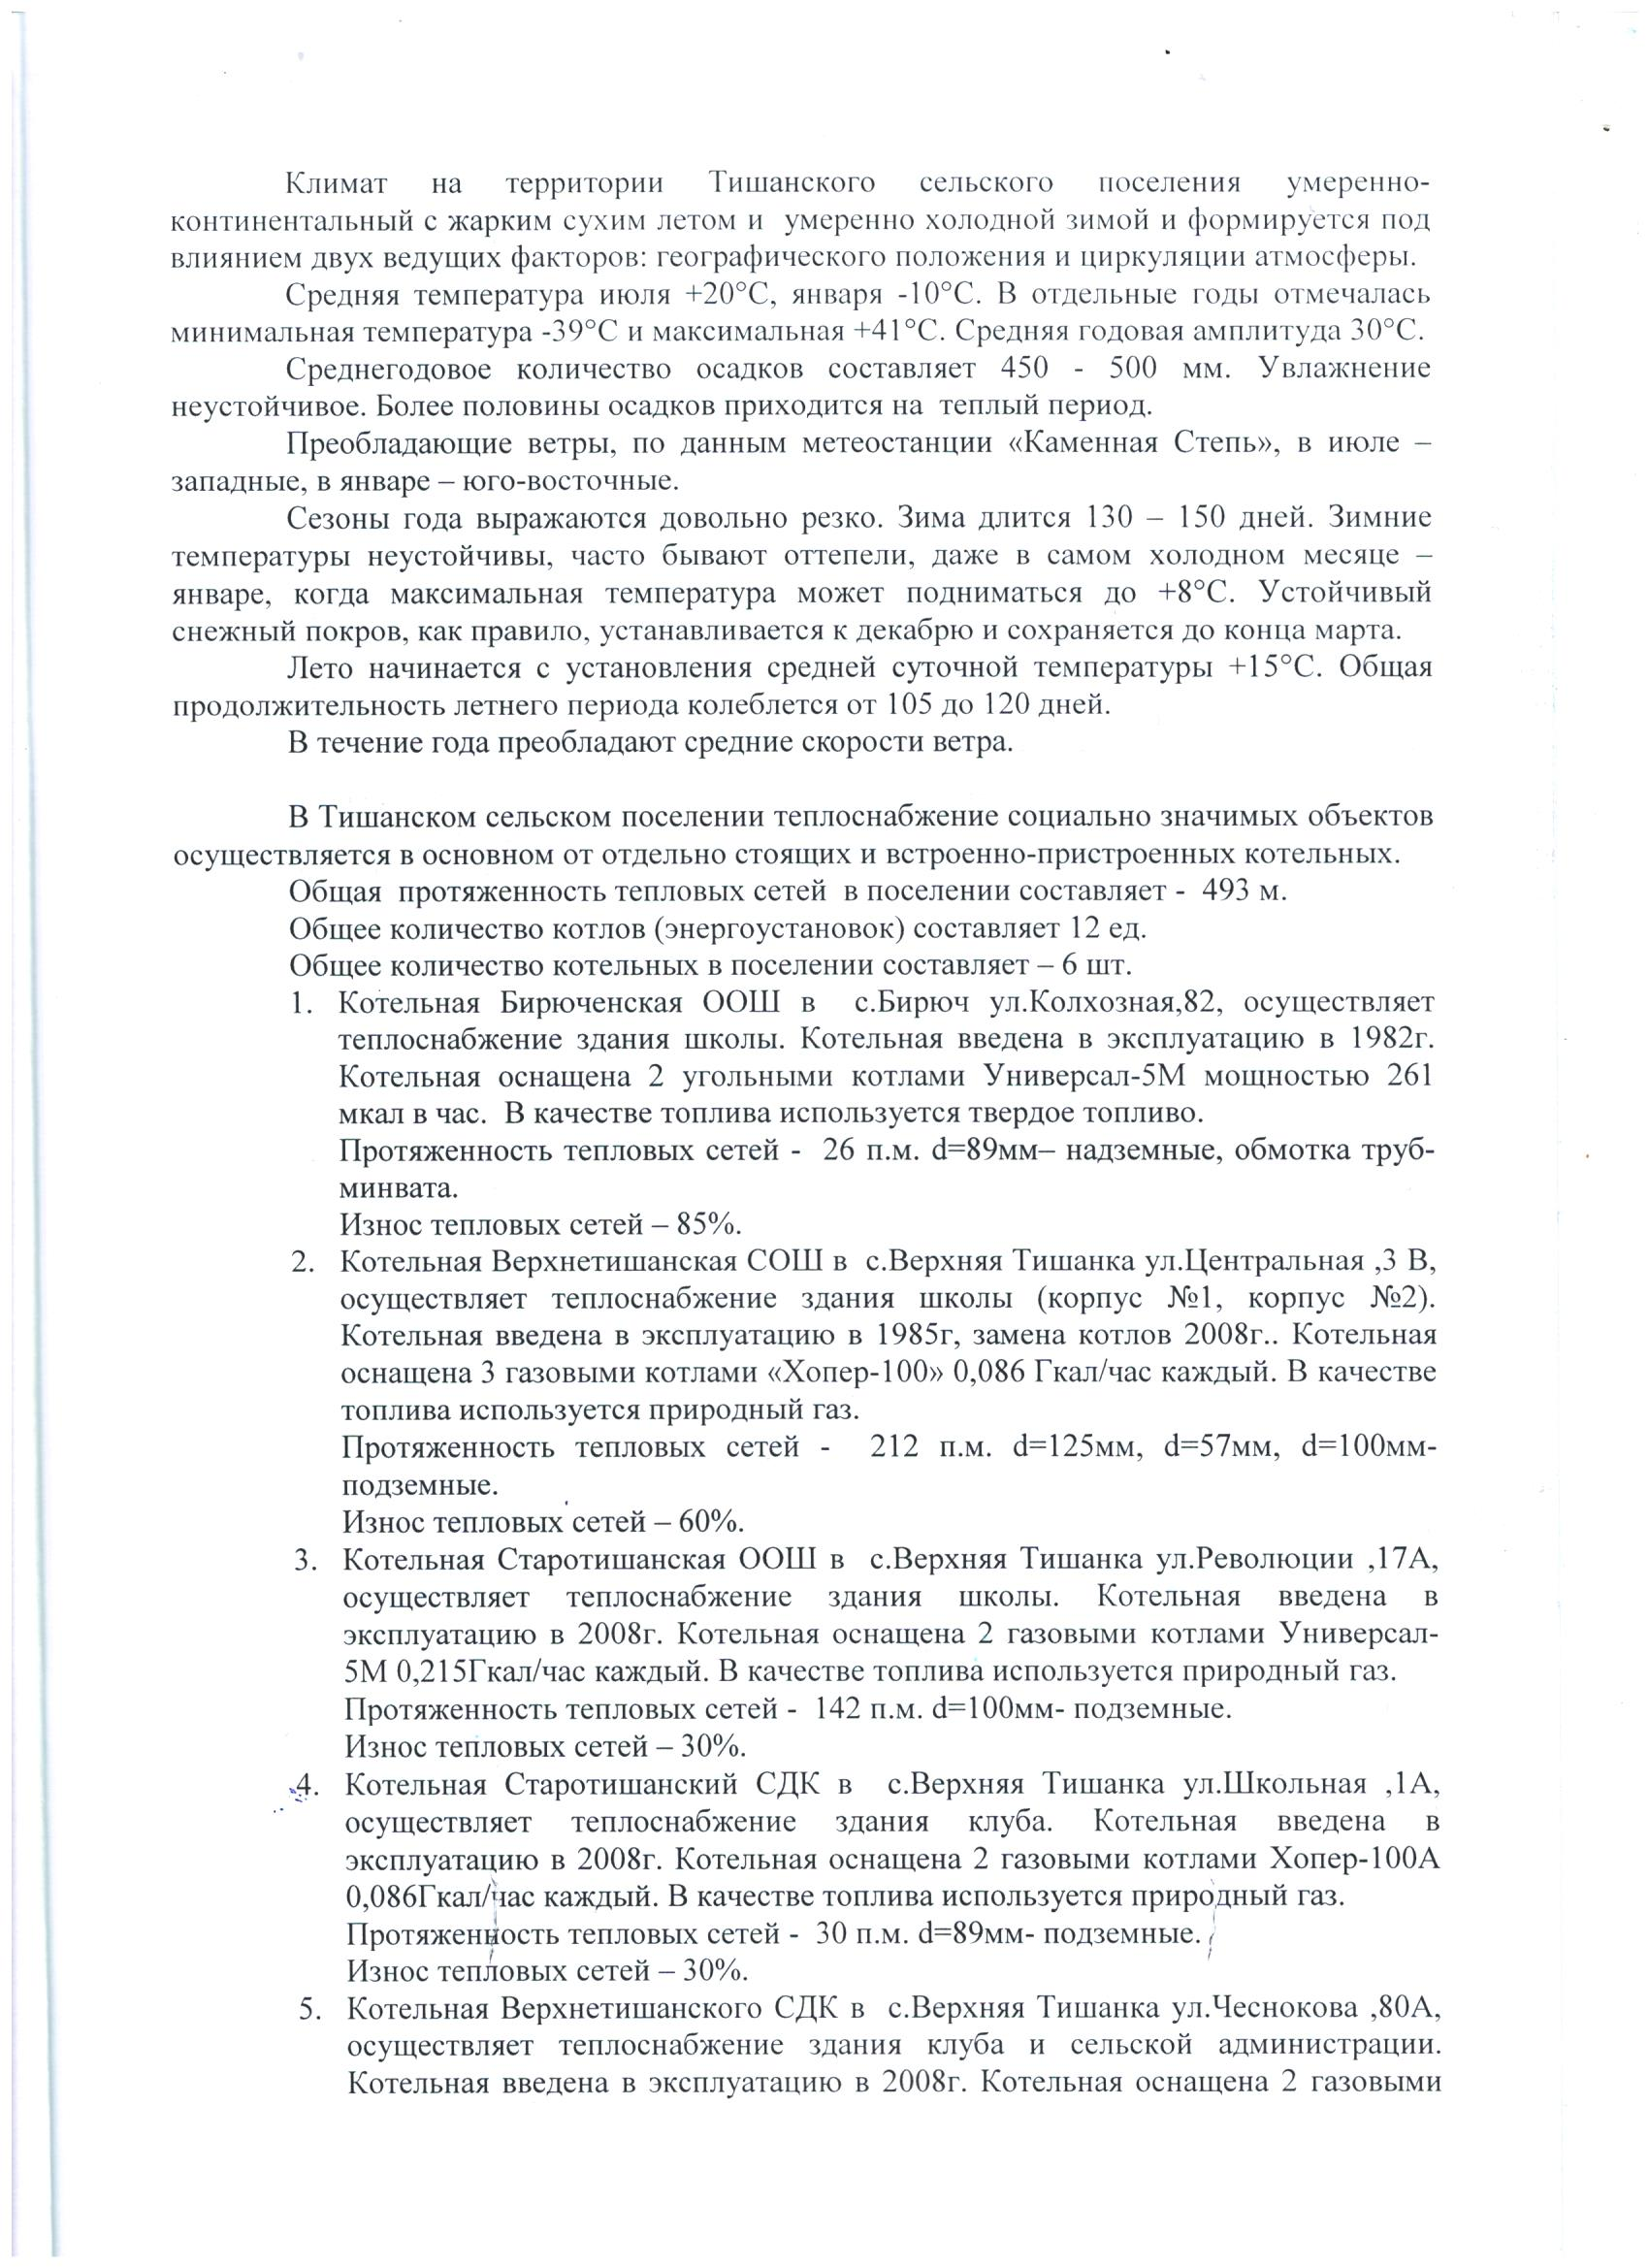 Климат на территории Тишанского сельского поселения умеренно-
континентальный с жарким сухим летом и умеренно холодной зимой и формируется под
влиянием двух ведущих факторов: географического положения и циркуляции атмосферы.
Средняя температура июля +20°С, января -10°С. В отдельные годы отмечалась
минимальная температура -39°С и максимальная +41°С. Средняя годовая амплитуда 30°С.
Среднегодовое количество осадков составляет 450 - 500 мм. Увлажнение
неустойчивое. Более половины осадков приходится на теплый период.
Преобладающие ветры, по данным метеостанции «Каменная Степь», в июле –
западные, в январе – юго-восточные.
Сезоны года выражаются довольно резко. Зима длится 130 – 150 дней. Зимние
температуры неустойчивы, часто бывают оттепели, даже в самом холодном месяце –
январе, когда максимальная температура может подниматься до +8°С. Устойчивый
снежный покров, как правило, устанавливается к декабрю и сохраняется до конца марта.
Лето начинается с установления средней суточной температуры +15°С. Общая
продолжительность летнего периода колеблется от 105 до 120 дней.
В течение года преобладают средние скорости ветра.
В Тишанском сельском поселении теплоснабжение социально значимых объектов
осуществляется в основном от отдельно стоящих и встроенно-пристроенных котельных.
Общая протяженность тепловых сетей в поселении составляет - 493 м.
Общее количество котлов (энергоустановок) составляет 12 ед.
Общее количество котельных в поселении составляет – 6 шт.
1. Котельная Бирюченская ООШ в с.Бирюч ул.Колхозная,82, осуществляет
теплоснабжение здания школы. Котельная введена в эксплуатацию в 1982г.
Котельная оснащена 2 угольными котлами Универсал-5М мощностью 261
мкал в час. В качестве топлива используется твердое топливо.
Протяженность тепловых сетей - 26 п.м. d=89мм– надземные, обмотка труб-
минвата.
Износ тепловых сетей – 85%.
2. Котельная Верхнетишанская СОШ в с.Верхняя Тишанка ул.Центральная ,3 В,
осуществляет теплоснабжение здания школы (корпус №1, корпус №2).
Котельная введена в эксплуатацию в 1985г, замена котлов 2008г.. Котельная
оснащена 3 газовыми котлами «Хопер-100» 0,086 Гкал/час каждый. В качестве
топлива используется природный газ.
Протяженность тепловых сетей - 212 п.м. d=125мм, d=57мм, d=100мм-
подземные.
Износ тепловых сетей – 60%.
3. Котельная Старотишанская ООШ в с.Верхняя Тишанка ул.Революции ,17А,
осуществляет теплоснабжение здания школы. Котельная введена в
эксплуатацию в 2008г. Котельная оснащена 2 газовыми котлами Универсал-
5М 0,215Гкал/час каждый. В качестве топлива используется природный газ.
Протяженность тепловых сетей - 142 п.м. d=100мм- подземные.
Износ тепловых сетей – 30%.
4. Котельная Старотишанский СДК в с.Верхняя Тишанка ул.Школьная ,1А,
осуществляет теплоснабжение здания клуба. Котельная введена в
эксплуатацию в 2008г. Котельная оснащена 2 газовыми котлами Хопер-100А
0,086Гкал/час каждый. В качестве топлива используется природный газ.
Протяженность тепловых сетей - 30 п.м. d=89мм- подземные.
Износ тепловых сетей – 30%.
5. Котельная Верхнетишанского СДК в с.Верхняя Тишанка ул.Чеснокова ,80А,
осуществляет теплоснабжение здания клуба и сельской администрации.
Котельная введена в эксплуатацию в 2008г. Котельная оснащена 2 газовыми